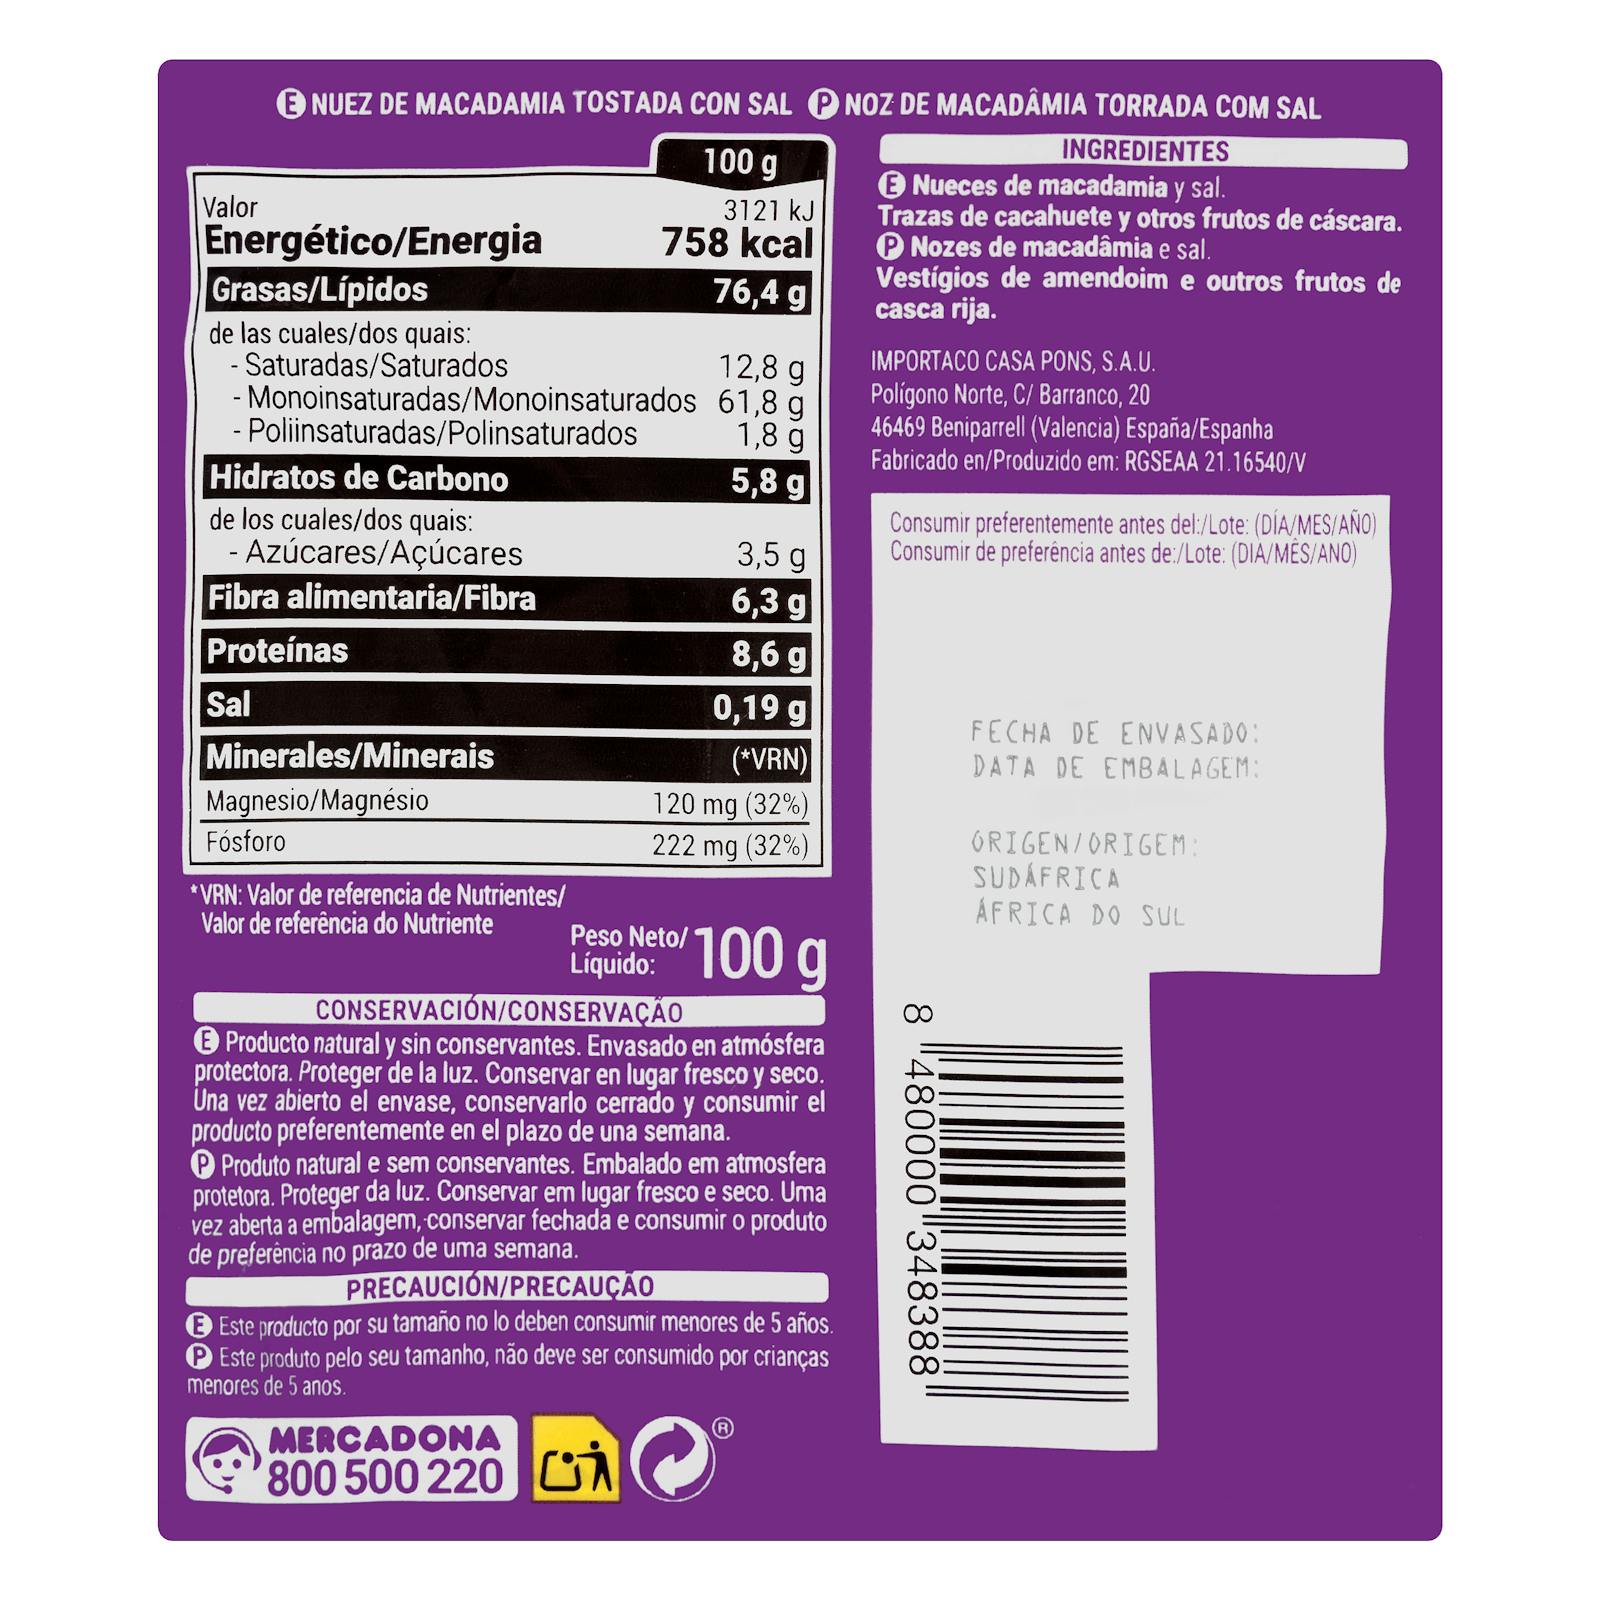 E NUEZ DE MACADAMIA TOSTADA CON SAL P NOZ DE MACADÂMIA TORRADA COM SAL
100 g
Valor 3121 kJ
Energético/Energia 758 kcal
Grasas/Lípidos 76,4 g
de las cuales/dos quais:
- Saturadas/Saturados 12,8 g
- Monoinsaturadas/Monoinsaturados 61,8 g
- Poliinsaturadas/Polinsaturados 1,8 g
Hidratos de Carbono 5,8 g
de los cuales/dos quais:
- Azúcares/Açúcares 3,5 g
Fibra alimentaria/Fibra 6,3 g
Proteínas 8,6 g
Sal 0,19 g
Minerales/Minerais (*VRN)
Magnesio/Magnésio 120 mg (32%)
Fósforo 222 mg (32%)
*VRN: Valor de referencia de Nutrientes/
Valor de referência do Nutriente
Peso Neto/
Líquido: 100 g
CONSERVACIÓN/CONSERVAÇÃO
E Producto natural y sin conservantes. Envasado en atmósfera
protectora. Proteger de la luz. Conservar en lugar fresco y seco.
Una vez abierto el envase, conservarlo cerrado y consumir el
producto preferentemente en el plazo de una semana.
P Produto natural e sem conservantes. Embalado em atmosfera
protetora. Proteger da luz. Conservar em lugar fresco e seco. Uma
vez aberta a embalagem, conservar fechada e consumir o produto
de preferência no prazo de uma semana.
PRECAUCIÓN/PRECAUÇÃO
E Este producto por su tamaño no lo deben consumir menores de 5 años.
P Este produto pelo seu tamanho, não deve ser consumido por crianças
menores de 5 anos.
MERCADONA
800 500 220
®
INGREDIENTES
E Nueces de macadamia y sal.
Trazas de cacahuete y otros frutos de cáscara.
P Nozes de macadâmia e sal.
Vestígios de amendoim e outros frutos de
casca rija.
IMPORTACO CASA PONS, S.A.U.
Polígono Norte, C/ Barranco, 20
46469 Beniparrell (Valencia) España/Espanha
Fabricado en/Produzido em: RGSEAA 21.16540/V
Consumir preferentemente antes del:/Lote: (DÍA/MES/AÑO)
Consumir de preferência antes de:/Lote: (DIA/MÊS/ANO)
FECHA DE ENVASADO:
DATA DE EMBALAGEM:
ORIGEN/ORIGEM:
SUDÁFRICA
ÁFRICA DO SUL
8 480000 348388